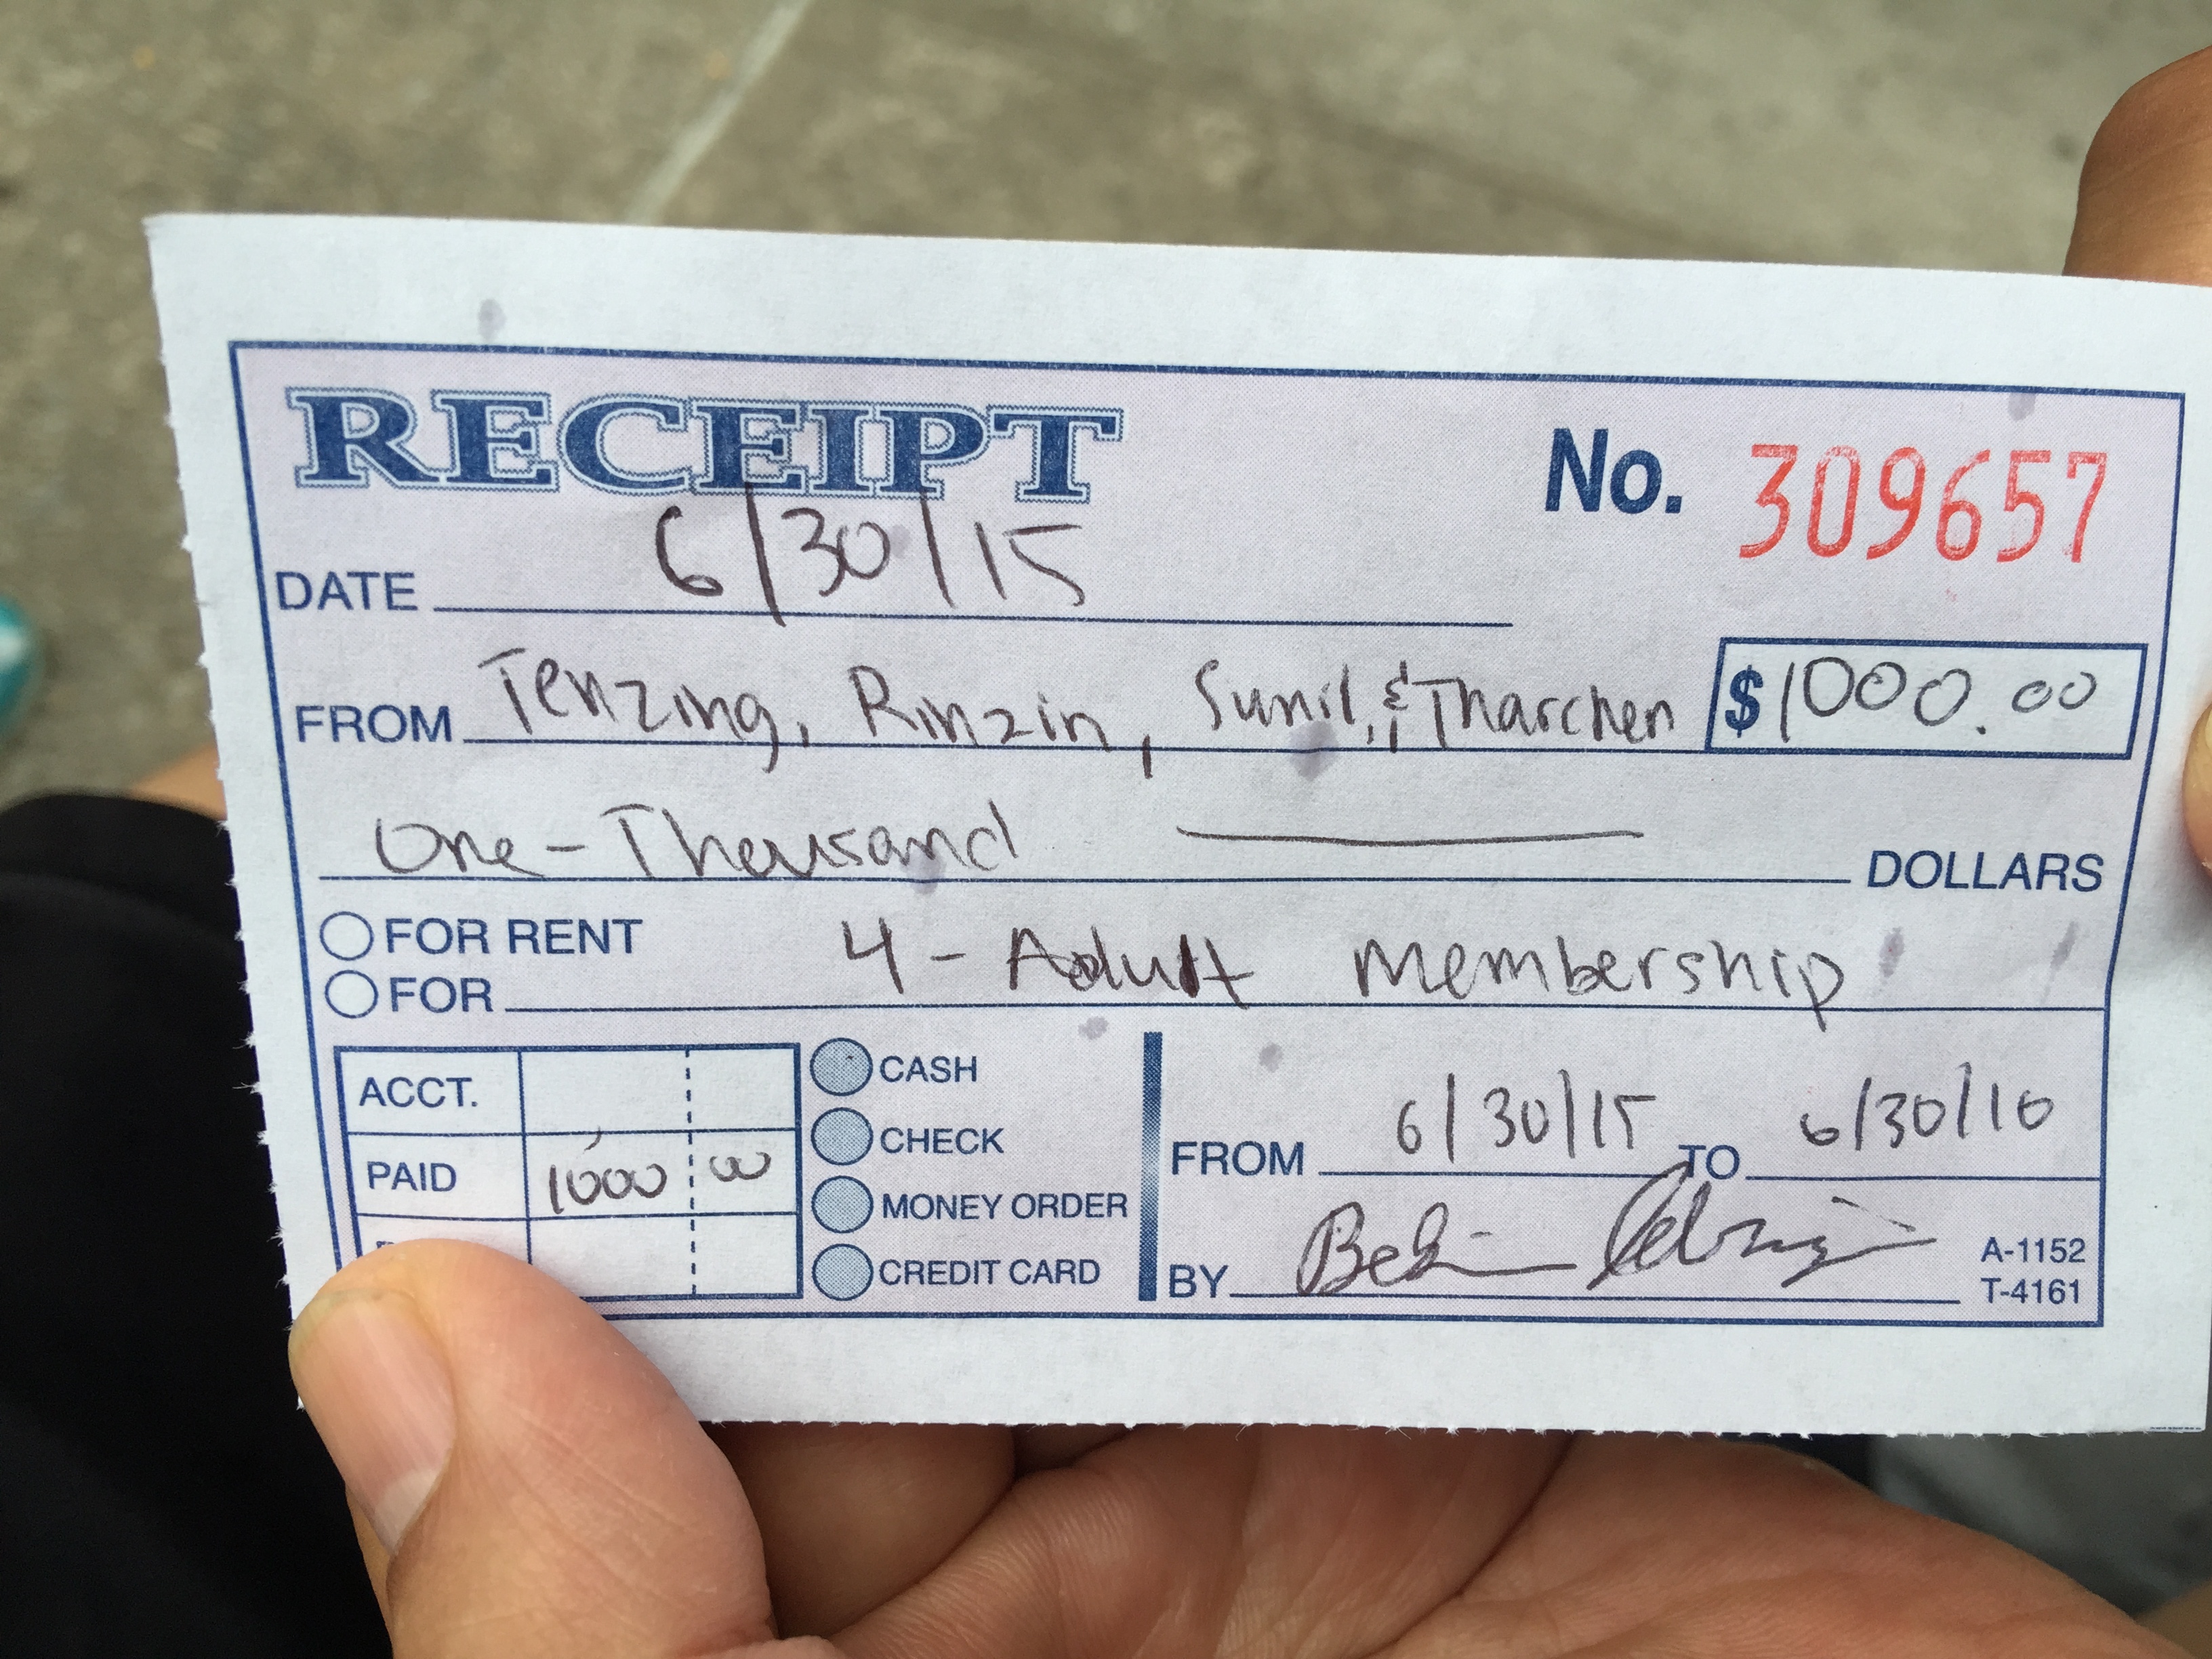 RECEIPT No. 309657
DATE 6/30/15
FROM Tenzing, Rinzin, Sunil, & Tharchen $1000.00
One-Thousand DOLLARS
FOR RENT
FOR 4-Adult Membership
ACCT.
PAID 1000 00
CASH
CHECK
MONEY ORDER
CREDIT CARD
FROM 6/30/15 TO 6/30/16
BY
A-1152
T-4161